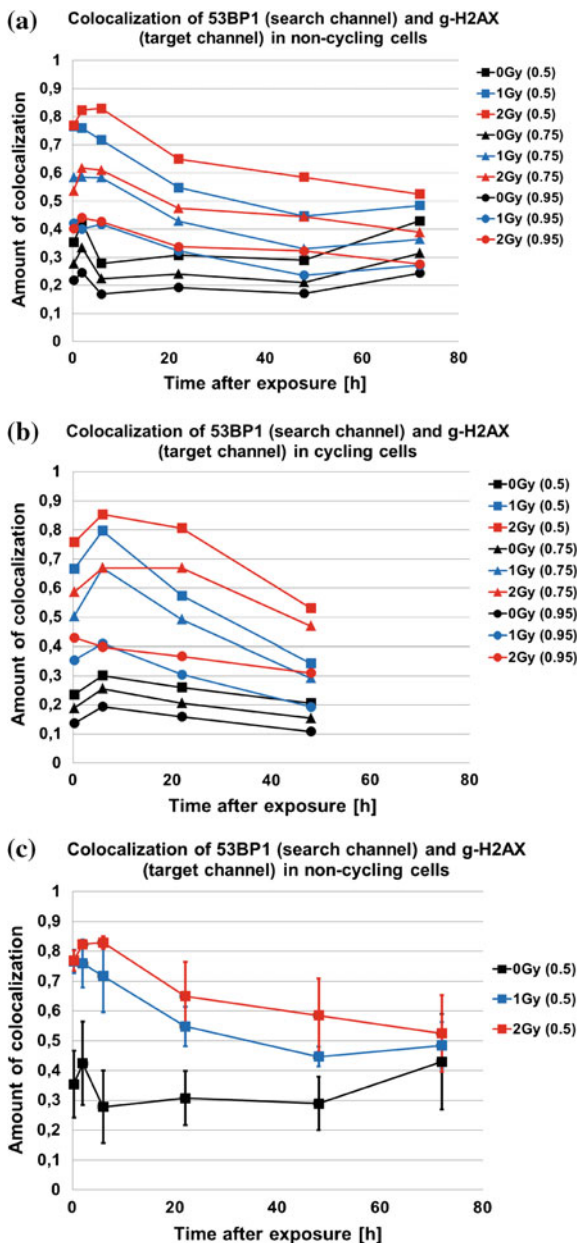 (a) Colocalization of 53BP1 (search channel) and g-H2AX
(target channel) in non-cycling cells
Amount of colocalization
1
0,9
0,8
0,7
0,6
0,5
0,4
0,3
0,2
0,1
0
0 20 40 60 80
Time after exposure [h]
0Gy (0.5)
1Gy (0.5)
2Gy (0.5)
0Gy (0.75)
1Gy (0.75)
2Gy (0.75)
0Gy (0.95)
1Gy (0.95)
2Gy (0.95)
(b) Colocalization of 53BP1 (search channel) and g-H2AX
(target channel) in cycling cells
Amount of colocalization
1
0,9
0,8
0,7
0,6
0,5
0,4
0,3
0,2
0,1
0
0 20 40 60 80
Time after exposure [h]
0Gy (0.5)
1Gy (0.5)
2Gy (0.5)
0Gy (0.75)
1Gy (0.75)
2Gy (0.75)
0Gy (0.95)
1Gy (0.95)
2Gy (0.95)
(c) Colocalization of 53BP1 (search channel) and g-H2AX
(target channel) in non-cycling cells
Amount of colocalization
1
0,9
0,8
0,7
0,6
0,5
0,4
0,3
0,2
0,1
0
0 20 40 60 80
Time after exposure [h]
0Gy (0.5)
1Gy (0.5)
2Gy (0.5)